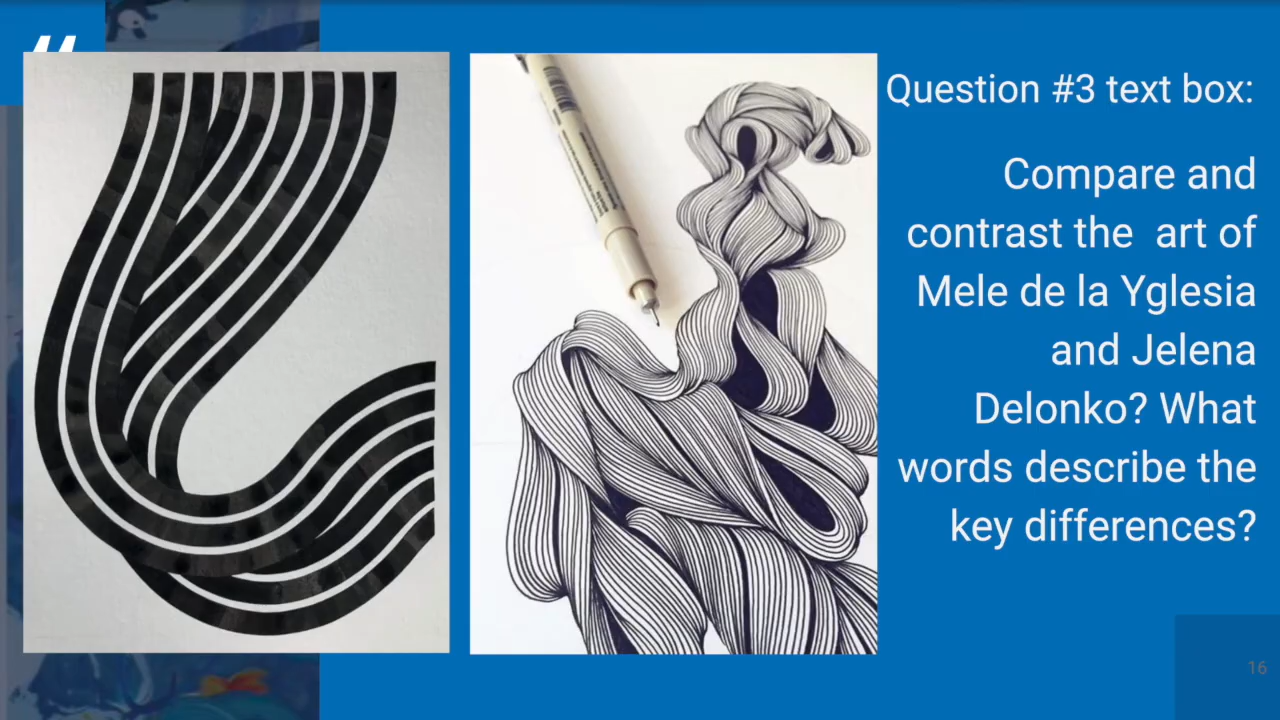 “
Question #3 text box:
Compare and
contrast the  art of
Mele de la Yglesia
and Jelena
Delonko? What
words describe the
key differences?
16